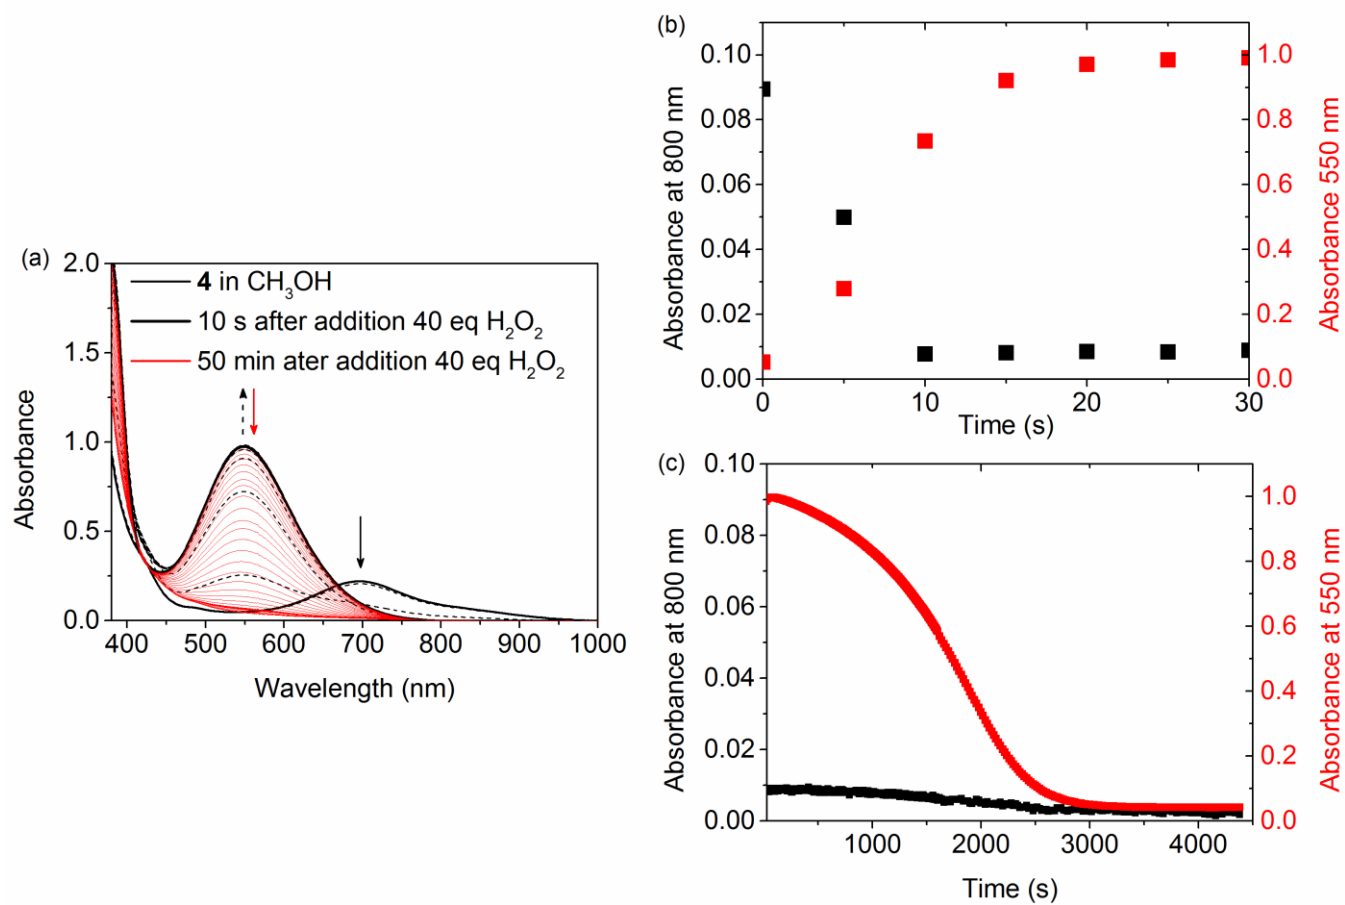 (a)
2.0
1.5
1.0
0.5
0.0
Absorbance
4 in CH₃OH
10 s after addition 40 eq H₂O₂
50 min ater addition 40 eq H₂O₂
400 500 600 700 800 900 1000
Wavelength (nm)
(b)
0.10
0.08
0.06
0.04
0.02
0.00
Absorbance at 800 nm
1.0
0.8
0.6
0.4
0.2
0.0
Absorbance 550 nm
0 10 20 30
Time (s)
(c)
0.10
0.08
0.06
0.04
0.02
0.00
Absorbance at 800 nm
1.0
0.8
0.6
0.4
0.2
0.0
Absorbance at 550 nm
1000 2000 3000 4000
Time (s)